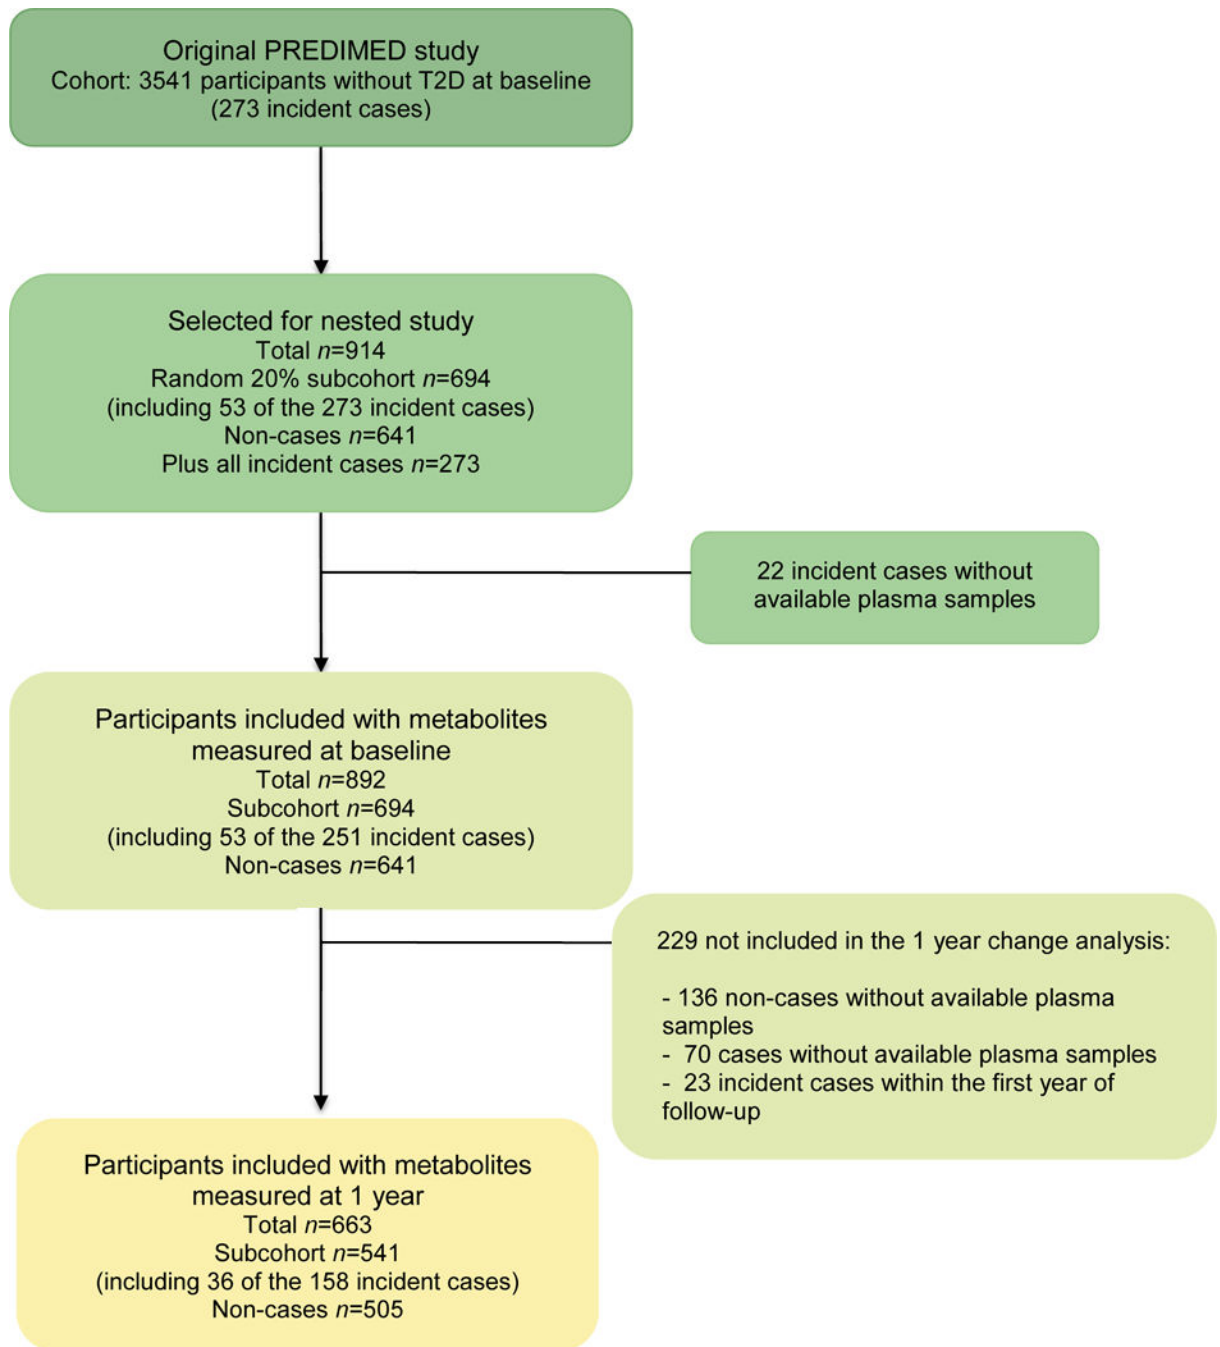 Original PREDIMED study
Cohort: 3541 participants without T2D at baseline
(273 incident cases)
Selected for nested study
Total n=914
Random 20% subcohort n=694
(including 53 of the 273 incident cases)
Non-cases n=641
Plus all incident cases n=273
22 incident cases without
available plasma samples
Participants included with metabolites
measured at baseline
Total n=892
Subcohort n=694
(including 53 of the 251 incident cases)
Non-cases n=641
229 not included in the 1 year change analysis:
- 136 non-cases without available plasma
samples
- 70 cases without available plasma samples
- 23 incident cases within the first year of
follow-up
Participants included with metabolites
measured at 1 year
Total n=663
Subcohort n=541
(including 36 of the 158 incident cases)
Non-cases n=505